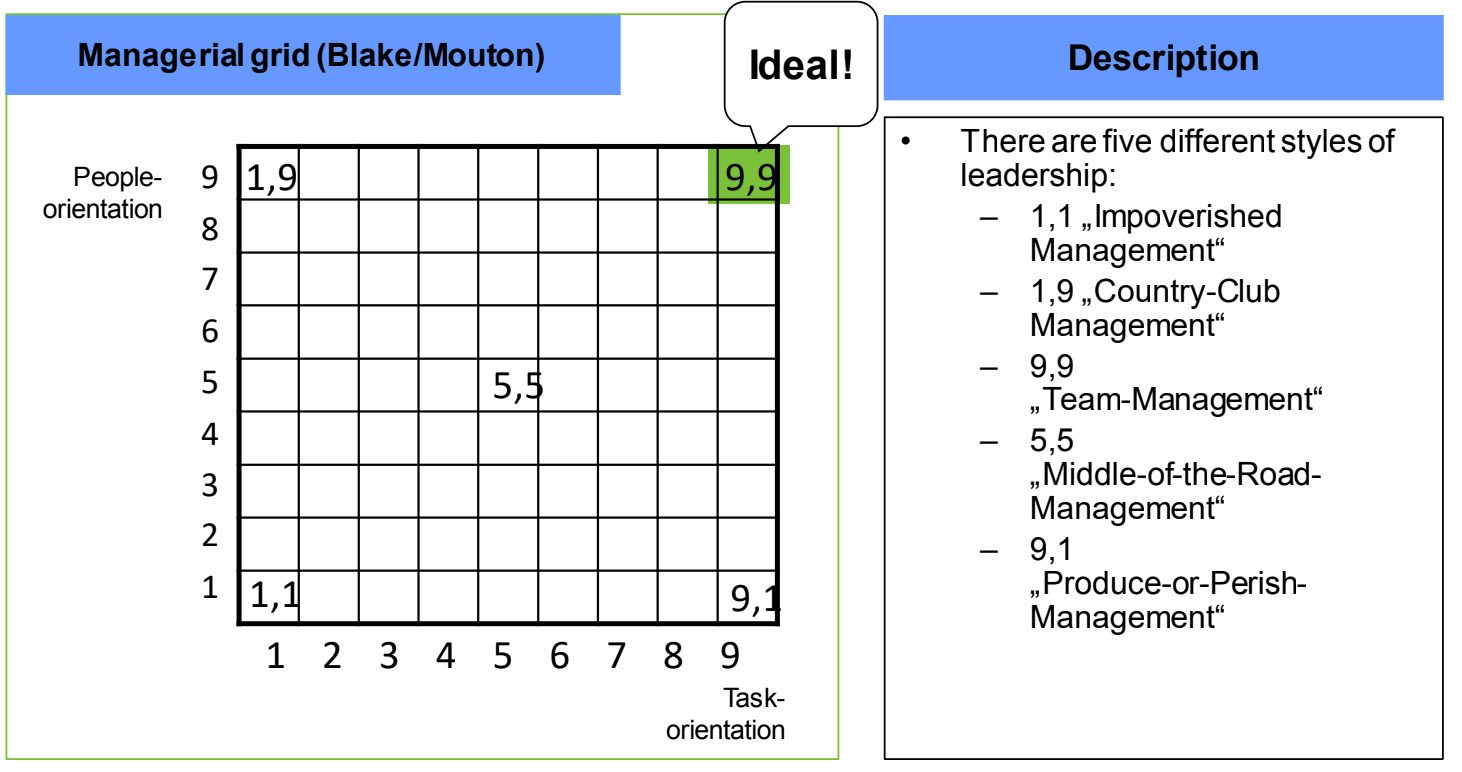 Managerial grid (Blake/Mouton)
Ideal!
Description
People-
orientation
9 1,9 9,9
8
7
6
5 5,5
4
3
2
1 1,1 9,1
1 2 3 4 5 6 7 8 9
Task-
orientation
• There are five different styles of
leadership:
– 1,1 „Impoverished
Management“
– 1,9 „Country-Club
Management“
– 9,9
„Team-Management“
– 5,5
„Middle-of-the-Road-
Management“
– 9,1
„Produce-or-Perish-
Management“